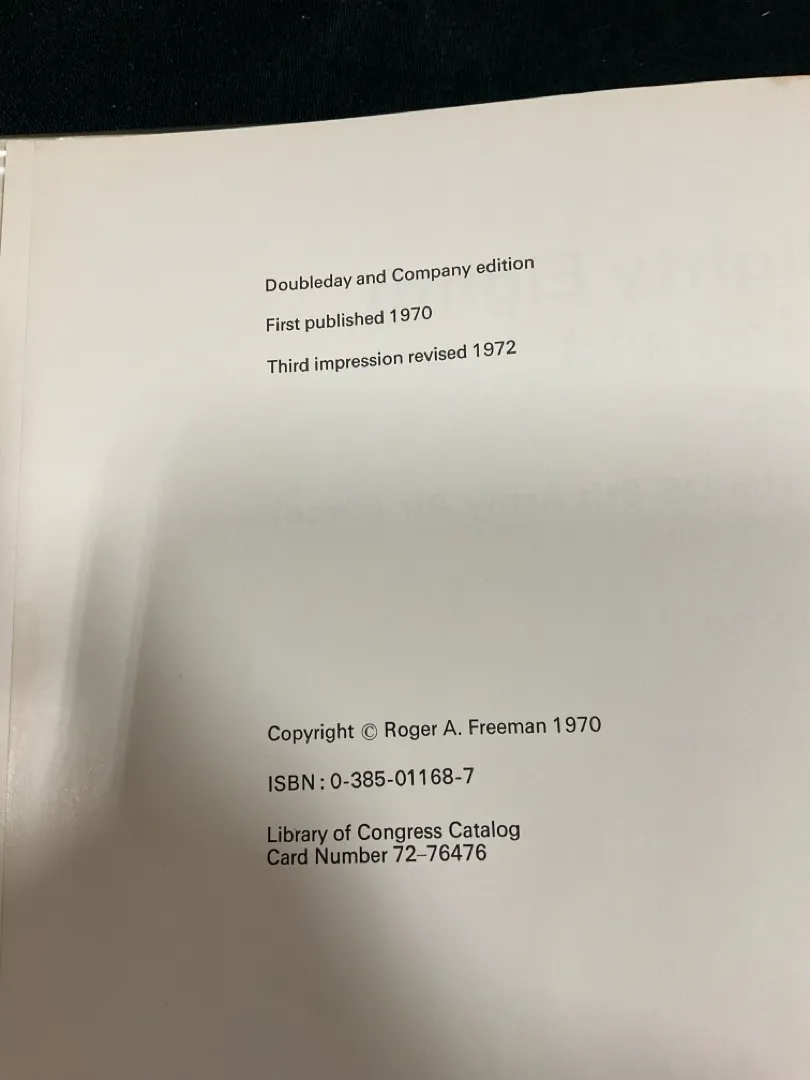 Doubleday and Company edition
First published 1970
Third impression revised 1972
Copyright © Roger A. Freeman 1970
ISBN: 0-385-01168-7
Library of Congress Catalog
Card Number 72–76476